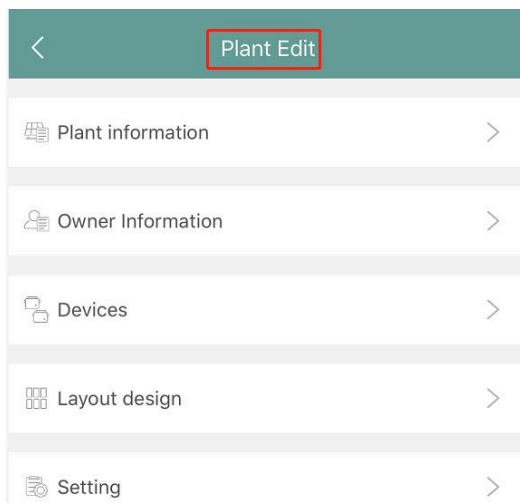 Plant Edit
Plant information
Owner Information
Devices
Layout design
Setting